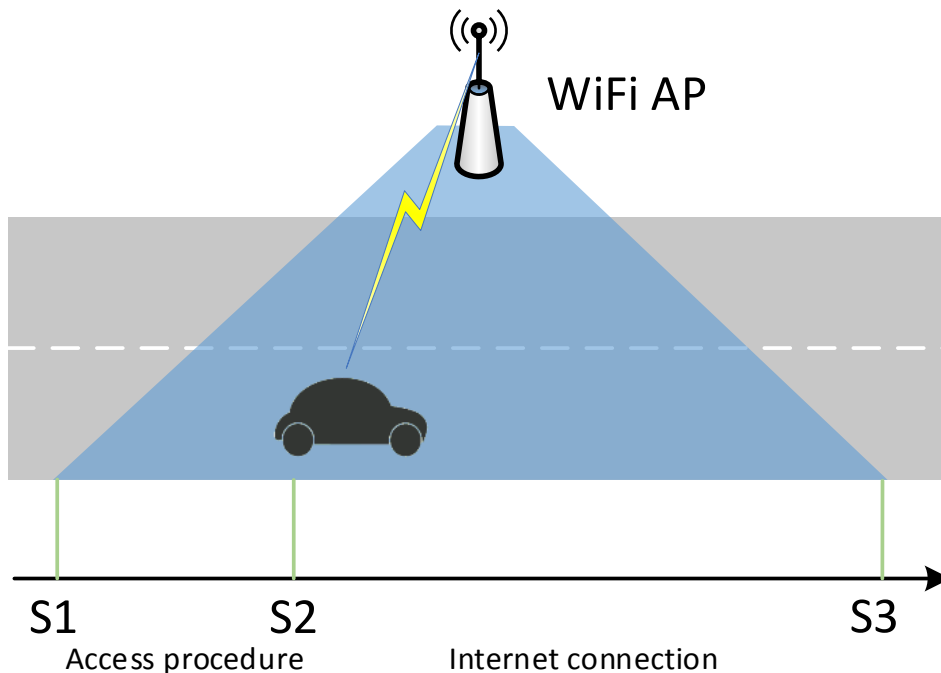 WiFi AP
S1 S2 S3
Access procedure Internet connection